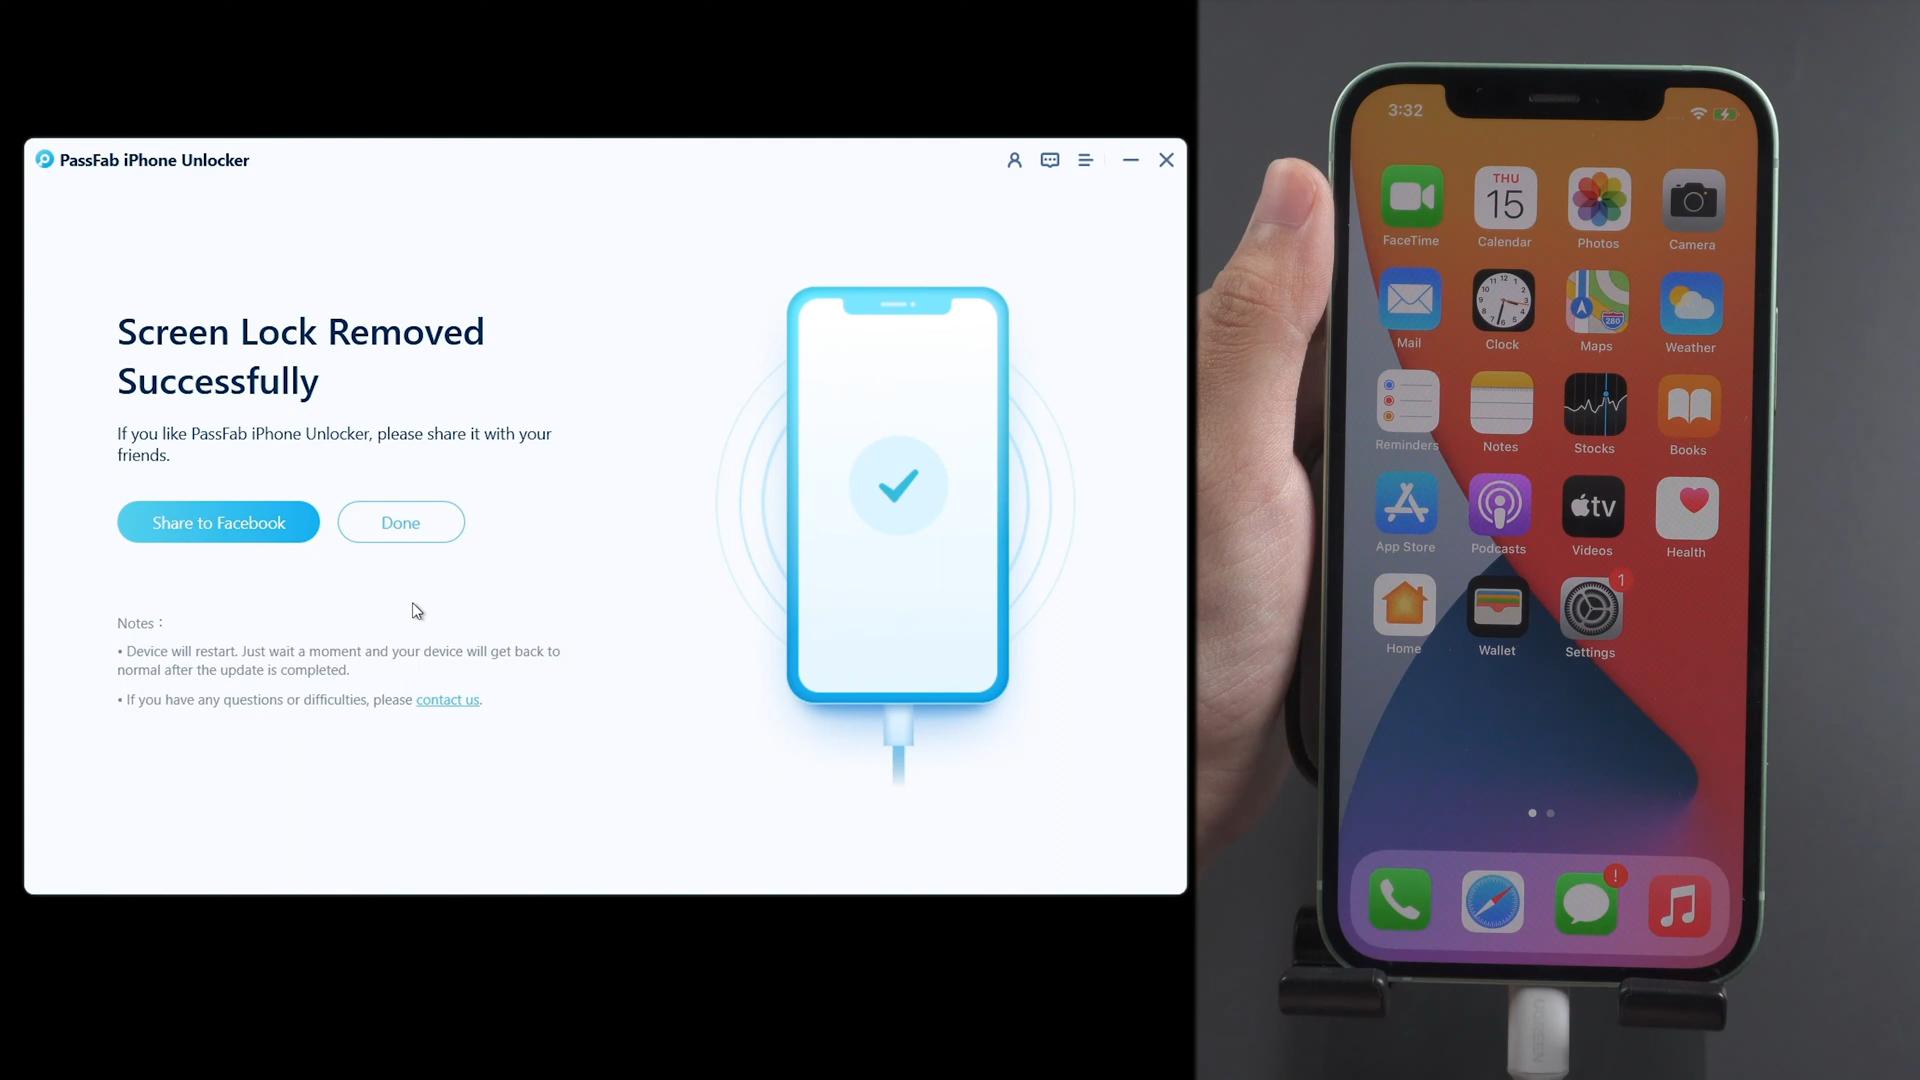 PassFab iPhone Unlocker
Screen Lock Removed
Successfully
If you like PassFab iPhone Unlocker, please share it with your
friends.
Share to Facebook
Done
Notes：
• Device will restart. Just wait a moment and your device will get back to
normal after the update is completed.
• If you have any questions or difficulties, please contact us.
3:32
THU
15
FaceTime
Calendar
Photos
Camera
280
Mail
Clock
Maps
Weather
Reminders
Notes
Stocks
Books
tv
App Store
Podcasts
Videos
Health
1
Home
Wallet
Settings
!
UGREEN